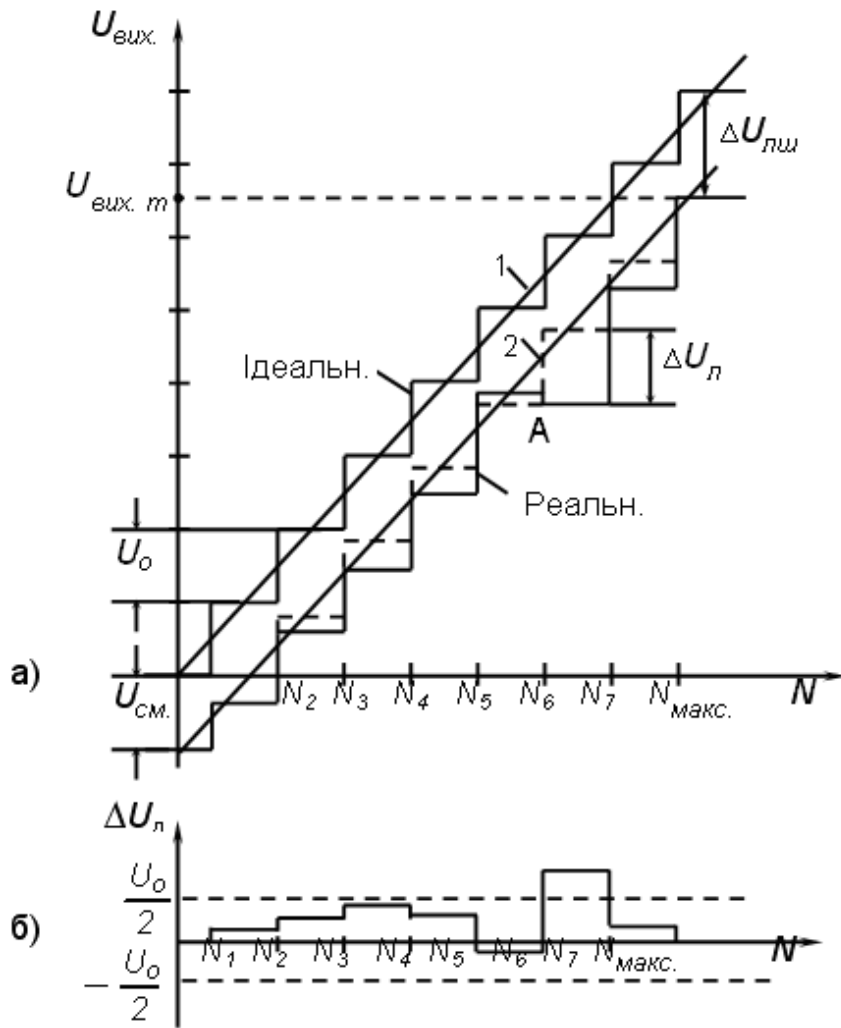 U вих.
ΔU пш
U вих. m
1
2
ΔU л
Ідеальн.
А
Реальн.
U о
а)
U см.
N 2 N 3 N 4 N 5 N 6 N 7 N макс. N
ΔU л
U о
2
б)
N 1 N 2 N 3 N 4 N 5 N 6 N 7 N макс. N
− U о
2